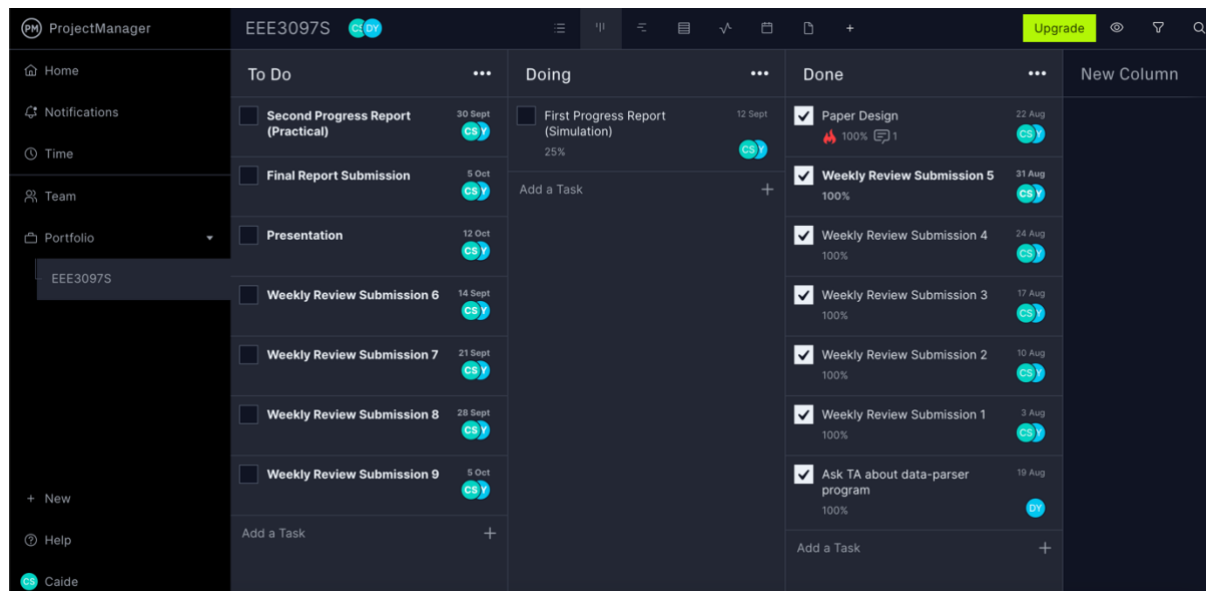 PM ProjectManager
EEE3097S CS DY
+
Upgrade
Home
Notifications
Time
Team
Portfolio
EEE3097S
+ New
Help
CS Caide
To Do •••
Second Progress Report 30 Sept
(Practical) CS Y
Final Report Submission 5 Oct
CS Y
Presentation 12 Oct
CS Y
Weekly Review Submission 6 14 Sept
CS Y
Weekly Review Submission 7 21 Sept
CS Y
Weekly Review Submission 8 28 Sept
CS Y
Weekly Review Submission 9 5 Oct
CS Y
Add a Task +
Doing •••
First Progress Report 12 Sept
(Simulation)
25% CS Y
Add a Task +
Done •••
Paper Design 22 Aug
100% 1 CS Y
Weekly Review Submission 5 31 Aug
100% CS Y
Weekly Review Submission 4 24 Aug
100% CS Y
Weekly Review Submission 3 17 Aug
100% CS Y
Weekly Review Submission 2 10 Aug
100% CS Y
Weekly Review Submission 1 3 Aug
100% CS Y
Ask TA about data-parser 19 Aug
program
100% DY
Add a Task +
New Column